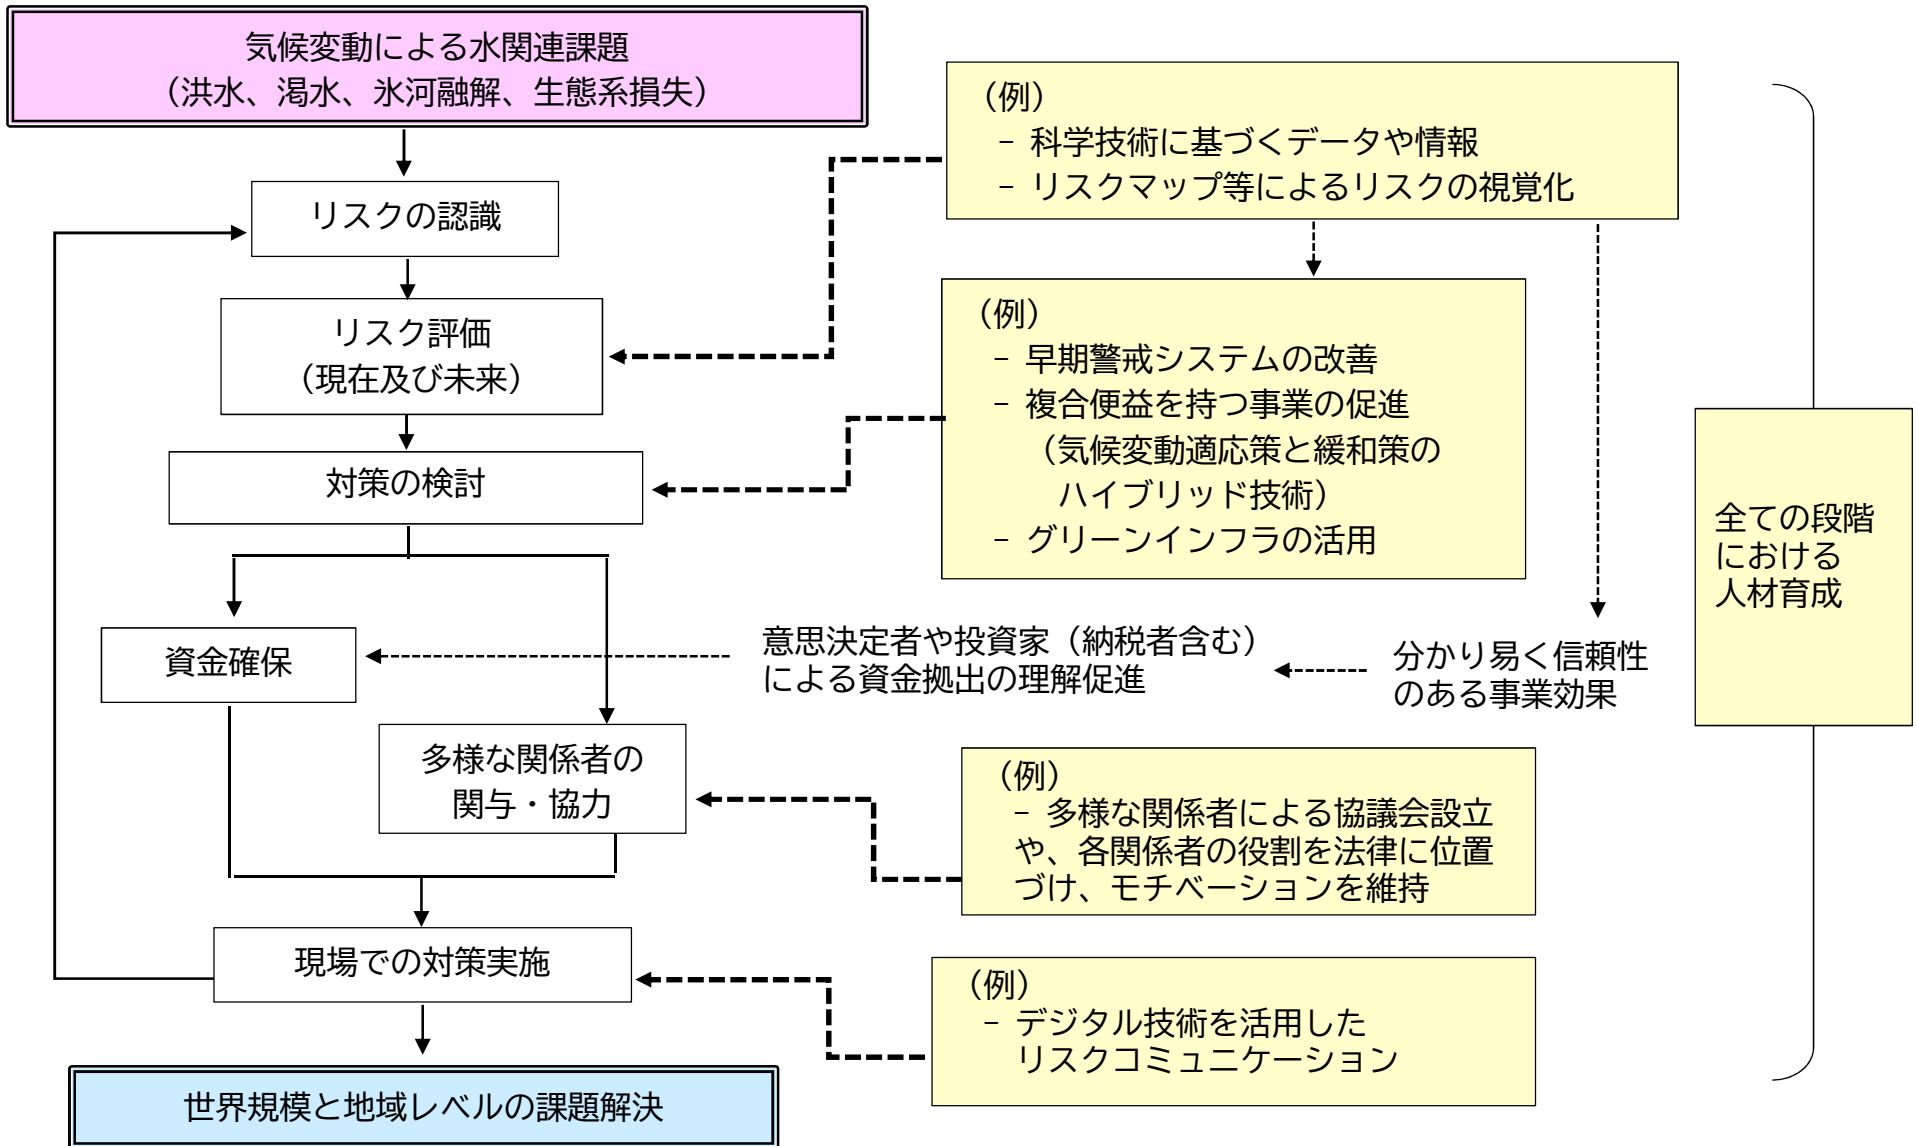 気候変動による水関連課題
（洪水、渇水、氷河融解、生態系損失）
リスクの認識
リスク評価
（現在及び未来）
対策の検討
資金確保
多様な関係者の
関与・協力
現場での対策実施
世界規模と地域レベルの課題解決
（例）
－ 科学技術に基づくデータや情報
－ リスクマップ等によるリスクの視覚化
（例）
－ 早期警戒システムの改善
－ 複合便益を持つ事業の促進
（気候変動適応策と緩和策の
ハイブリッド技術）
－ グリーンインフラの活用
意思決定者や投資家（納税者含む）
による資金拠出の理解促進
分かり易く信頼性
のある事業効果
（例）
－ 多様な関係者による協議会設立
や、各関係者の役割を法律に位置
づけ、モチベーションを維持
（例）
－ デジタル技術を活用した
リスクコミュニケーション
全ての段階
における
人材育成